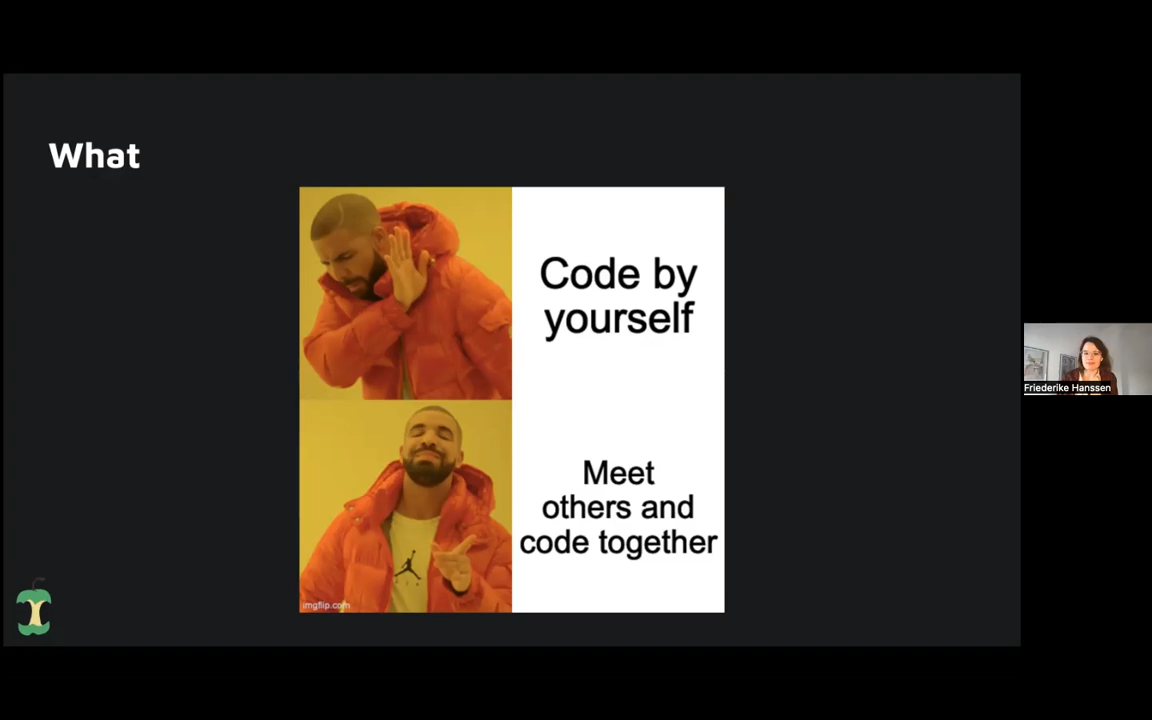 What
Code by
yourself
Meet
others and
code together
imgflip.com
Friederike Hanssen